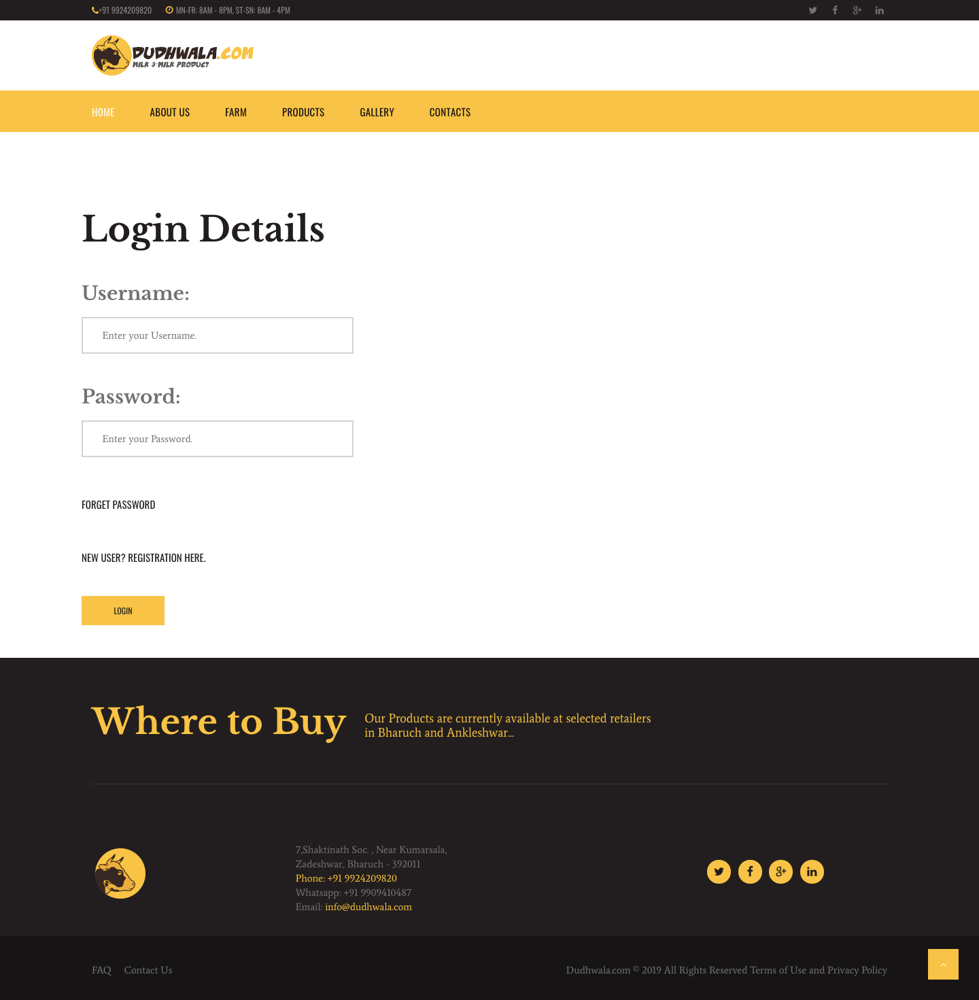 +91 9924209820 MN-FR: 8AM - 8PM, ST-SN: 8AM - 4PM
DUDHWALA.COM
MILK & MILK PRODUCT
HOME ABOUT US FARM PRODUCTS GALLERY CONTACTS
Login Details
Username:
Enter your Username.
Password:
Enter your Password.
FORGET PASSWORD
NEW USER? REGISTRATION HERE.
LOGIN
Where to Buy
Our Products are currently available at selected retailers
in Bharuch and Ankleshwar...
7,Shaktinath Soc. , Near Kumarsala,
Zadeshwar, Bharuch - 392011
Phone: +91 9924209820
Whatsapp: +91 9909410487
Email: info@dudhwala.com
FAQ Contact Us
Dudhwala.com © 2019 All Rights Reserved Terms of Use and Privacy Policy